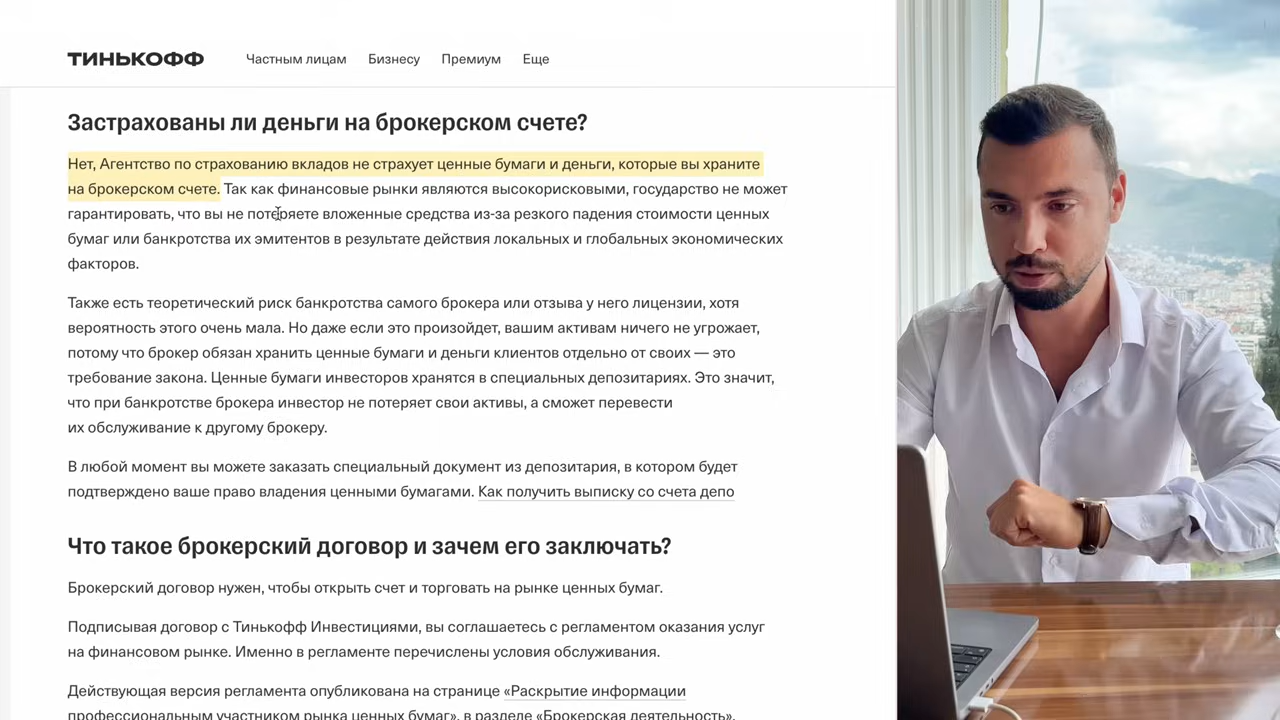 ТИНЬКОФФ Частным лицам Бизнесу Премиум Еще
Застрахованы ли деньги на брокерском счете?
Нет, Агентство по страхованию вкладов не страхует ценные бумаги и деньги, которые вы храните
на брокерском счете. Так как финансовые рынки являются высокорисковыми, государство не может
гарантировать, что вы не потеряете вложенные средства из-за резкого падения стоимости ценных
бумаг или банкротства их эмитентов в результате действия локальных и глобальных экономических
факторов.
Также есть теоретический риск банкротства самого брокера или отзыва у него лицензии, хотя
вероятность этого очень мала. Но даже если это произойдет, вашим активам ничего не угрожает,
потому что брокер обязан хранить ценные бумаги и деньги клиентов отдельно от своих — это
требование закона. Ценные бумаги инвесторов хранятся в специальных депозитариях. Это значит,
что при банкротстве брокера инвестор не потеряет свои активы, а сможет перевести
их обслуживание к другому брокеру.
В любой момент вы можете заказать специальный документ из депозитария, в котором будет
подтверждено ваше право владения ценными бумагами. Как получить выписку со счета депо
Что такое брокерский договор и зачем его заключать?
Брокерский договор нужен, чтобы открыть счет и торговать на рынке ценных бумаг.
Подписывая договор с Тинькофф Инвестициями, вы соглашаетесь с регламентом оказания услуг
на финансовом рынке. Именно в регламенте перечислены условия обслуживания.
Действующая версия регламента опубликована на странице «Раскрытие информации
профессиональным участником рынка ценных бумаг», в разделе «Брокерская деятельность».